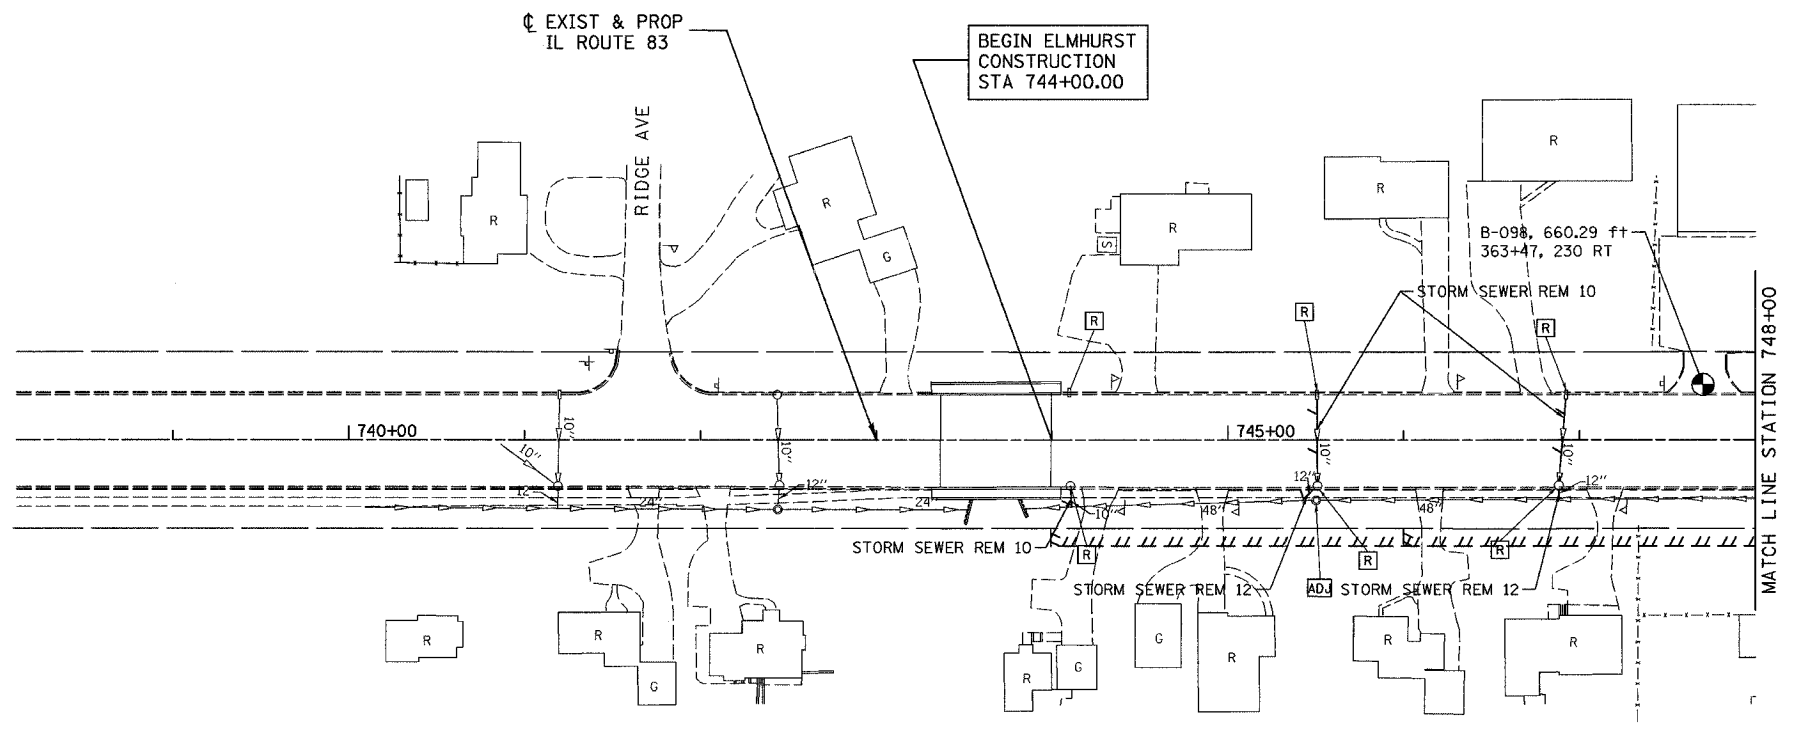 ℄ EXIST & PROP
IL ROUTE 83
BEGIN ELMHURST
CONSTRUCTION
STA 744+00.00
RIDGE AVE
R
R
R
R
R
G
S
B-098, 660.29 ft
363+47, 230 RT
STORM SEWER REM 10
R
R
R
MATCH LINE STATION 748+00
740+00
745+00
10"
10"
10"
10"
10"
12
24"
12"
24"
10"
48"
12"
48"
12"
STORM SEWER REM 10
R
R
R
STORM SEWER REM 12
ADJ
STORM SEWER REM 12
R
R
R
G
R
G
G
R
R
R